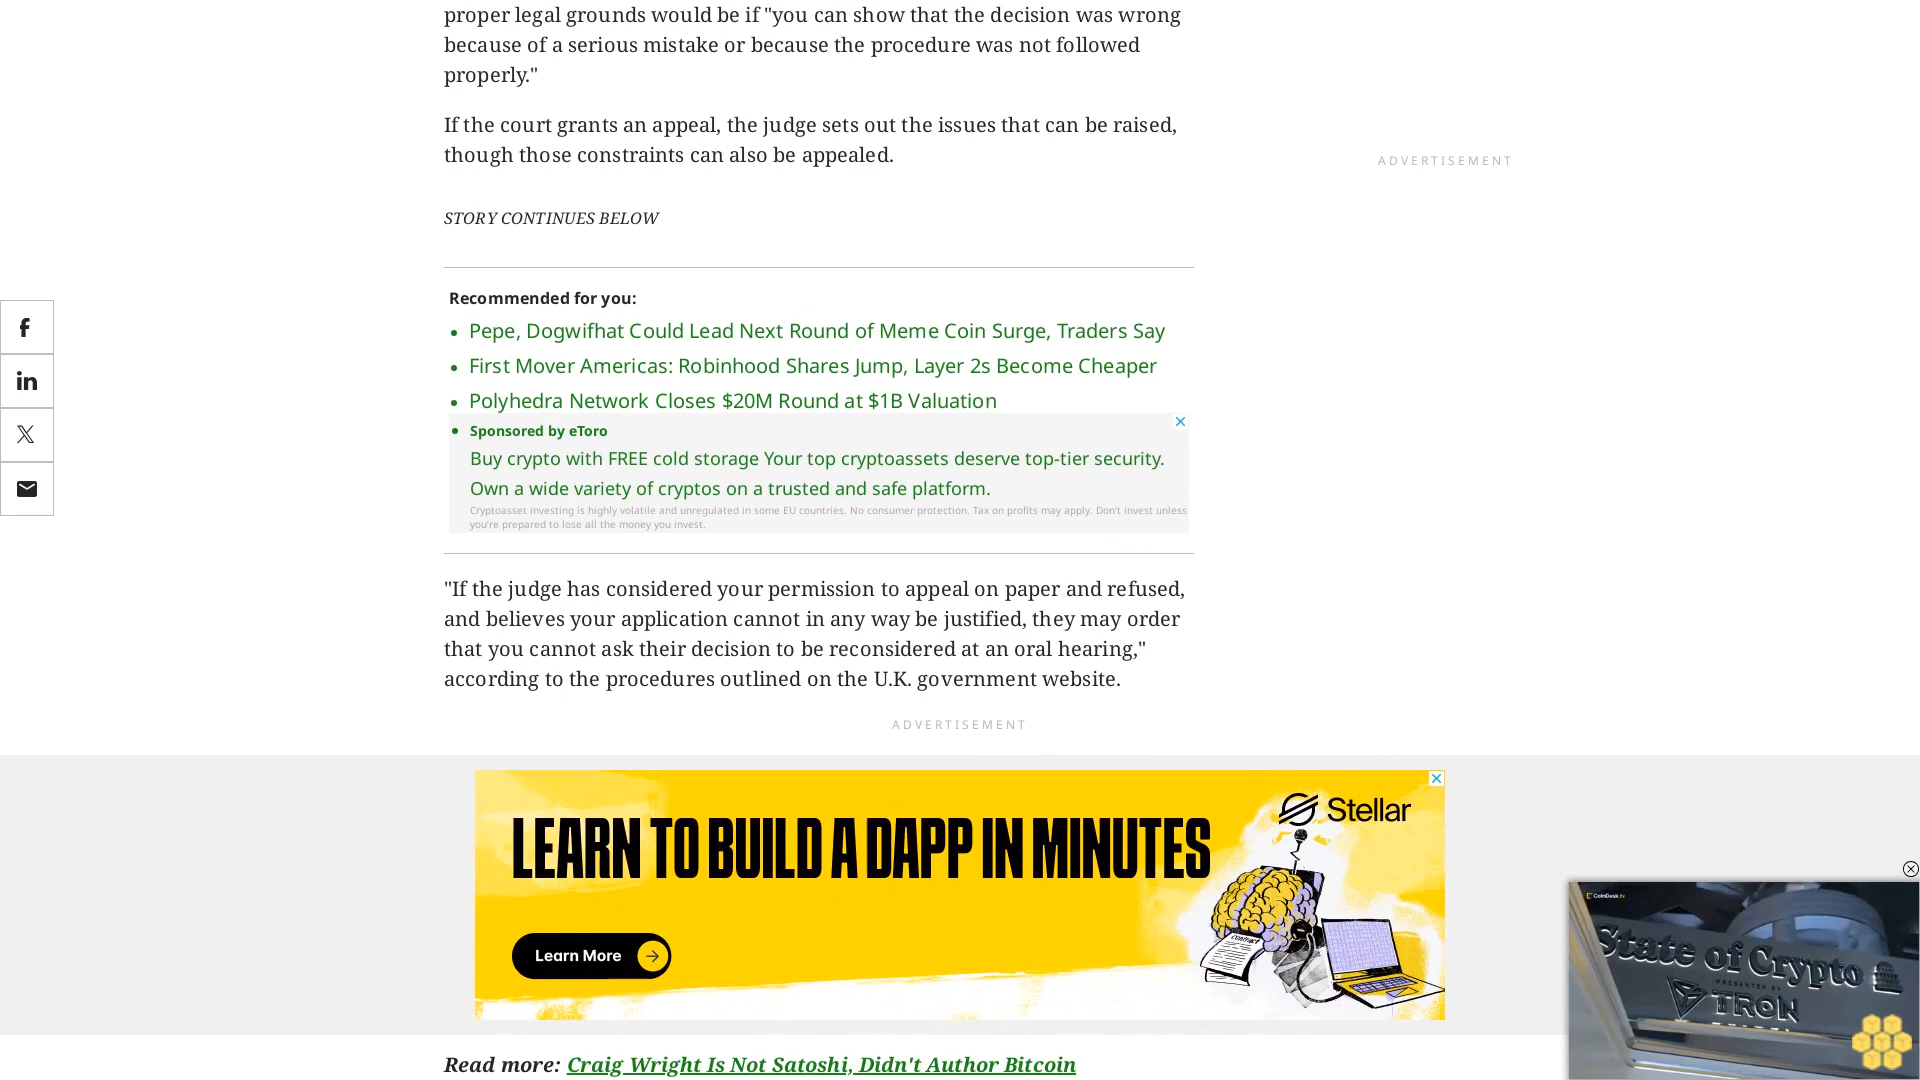 proper legal grounds would be if "you can show that the decision was wrong
because of a serious mistake or because the procedure was not followed
properly."
If the court grants an appeal, the judge sets out the issues that can be raised,
though those constraints can also be appealed.
ADVERTISEMENT
STORY CONTINUES BELOW
Recommended for you:
• Pepe, Dogwifhat Could Lead Next Round of Meme Coin Surge, Traders Say
• First Mover Americas: Robinhood Shares Jump, Layer 2s Become Cheaper
• Polyhedra Network Closes $20M Round at $1B Valuation
• Sponsored by eToro
Buy crypto with FREE cold storage Your top cryptoassets deserve top-tier security.
Own a wide variety of cryptos on a trusted and safe platform.
Cryptoasset investing is highly volatile and unregulated in some EU countries. No consumer protection. Tax on profits may apply. Don't invest unless
you're prepared to lose all the money you invest.
"If the judge has considered your permission to appeal on paper and refused,
and believes your application cannot in any way be justified, they may order
that you cannot ask their decision to be reconsidered at an oral hearing,"
according to the procedures outlined on the U.K. government website.
ADVERTISEMENT
Stellar
LEARN TO BUILD A DAPP IN MINUTES
Learn More
contract
CoinDesk.tv
State of Crypto
PRESENTED BY
TRON
Read more: Craig Wright Is Not Satoshi, Didn't Author Bitcoin